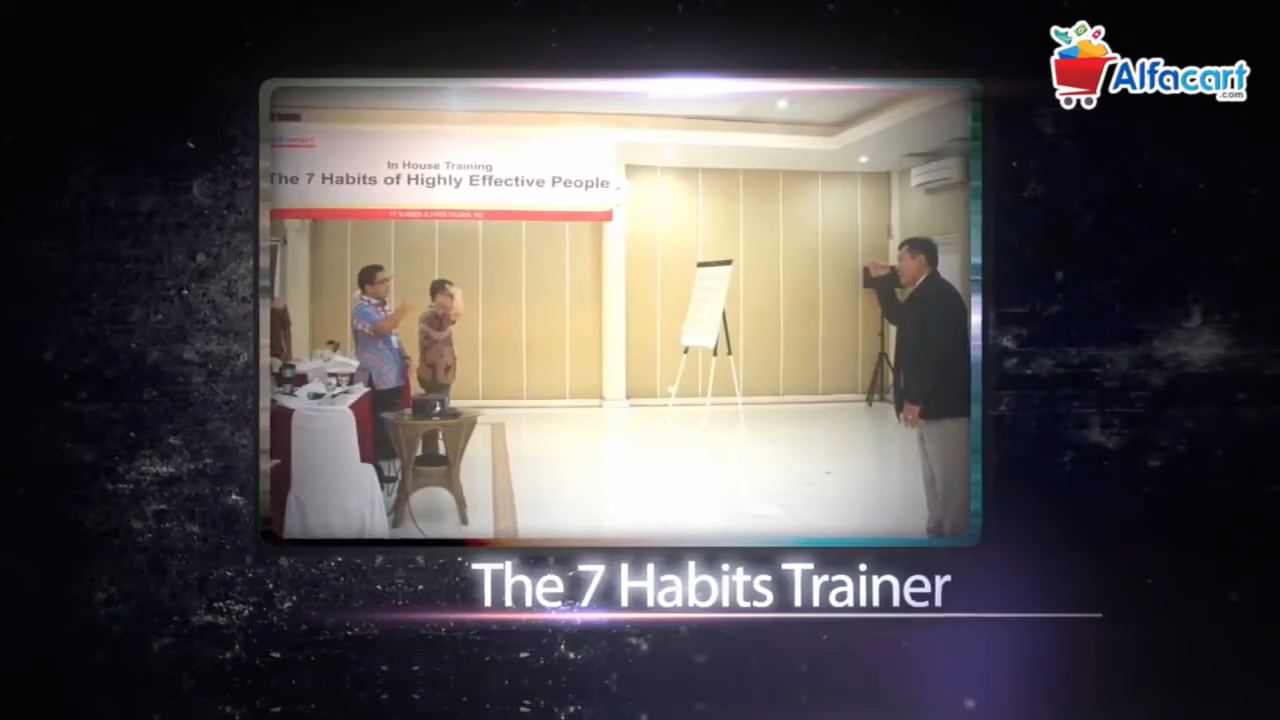 Alfacart
.com
In House Training
The 7 Habits of Highly Effective People
The 7 Habits Trainer